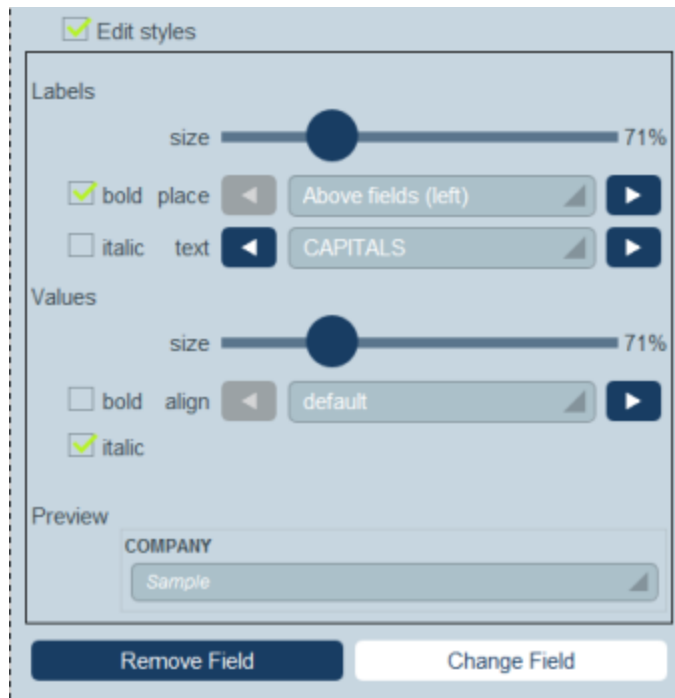 Edit styles
Labels
size 71%
bold place Above fields (left)
italic text CAPITALS
Values
size 71%
bold align default
italic
Preview
COMPANY
Sample
Remove Field Change Field